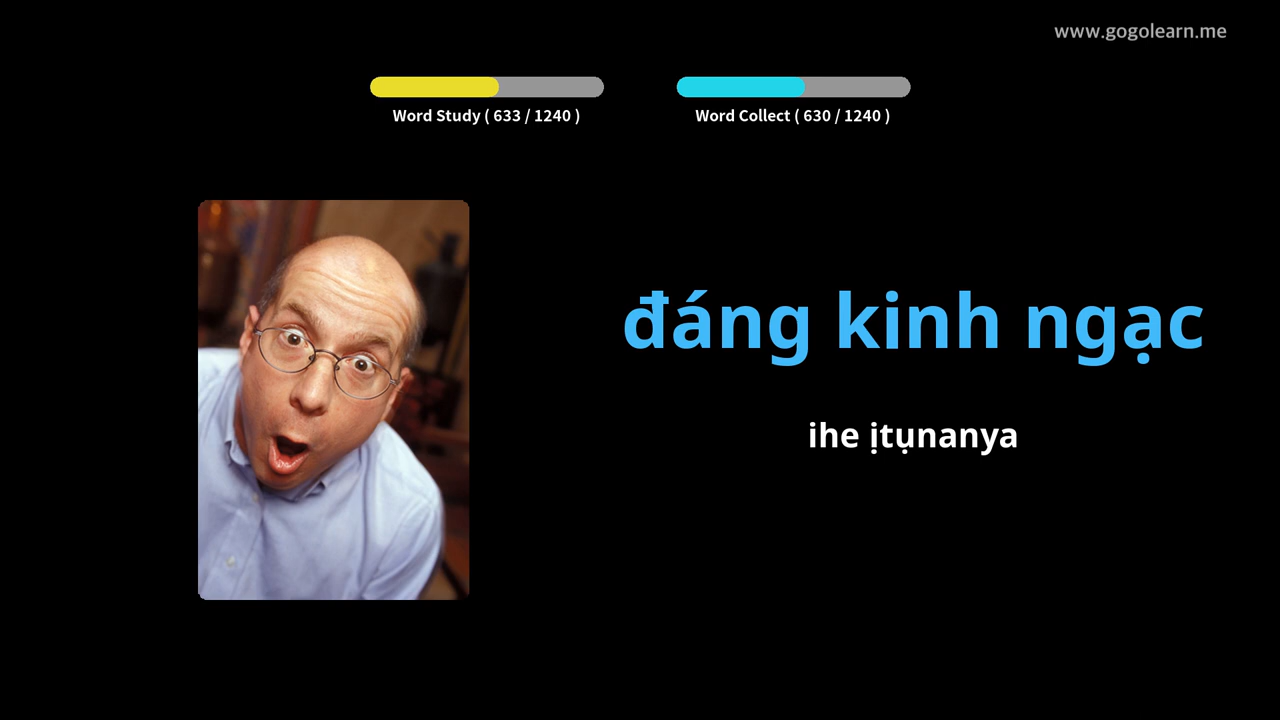 www.gogolearn.me
Word Study ( 633 / 1240 )
Word Collect ( 630 / 1240 )
đáng kinh ngạc
ihe ịtụnanya